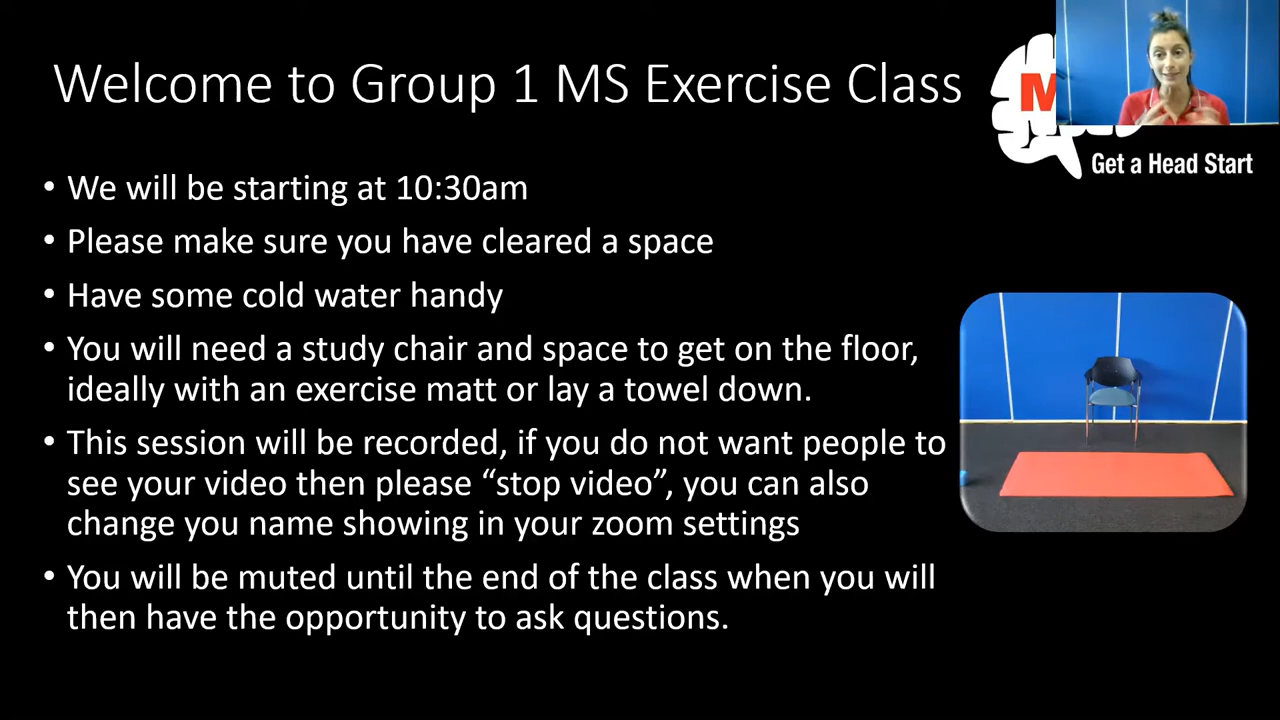 Welcome to Group 1 MS Exercise Class
M
Get a Head Start
• We will be starting at 10:30am
• Please make sure you have cleared a space
• Have some cold water handy
• You will need a study chair and space to get on the floor,
ideally with an exercise matt or lay a towel down.
• This session will be recorded, if you do not want people to
see your video then please “stop video”, you can also
change you name showing in your zoom settings
• You will be muted until the end of the class when you will
then have the opportunity to ask questions.